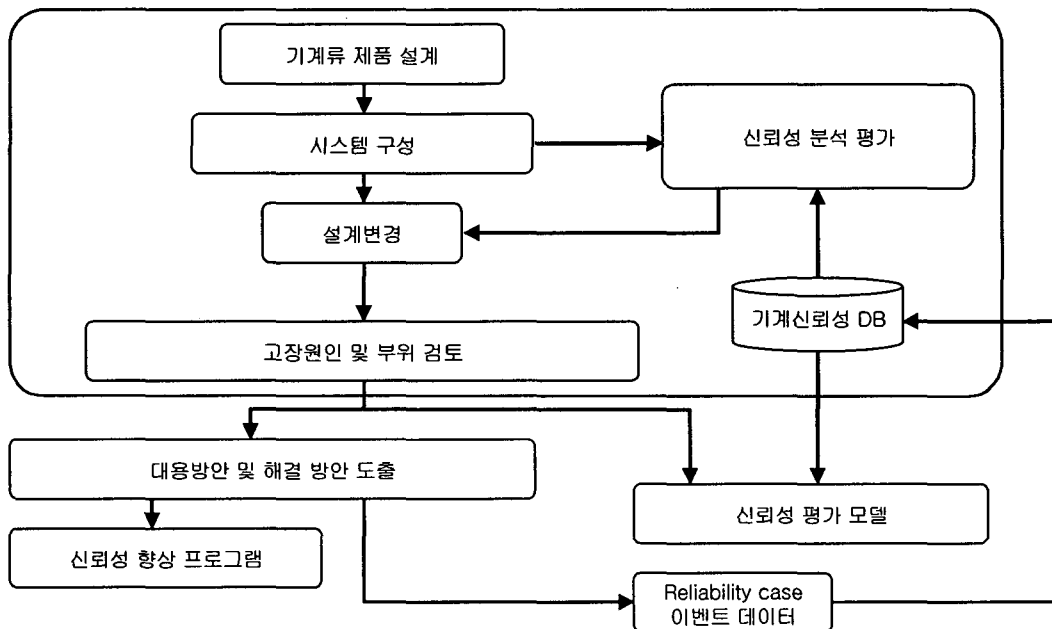 기계류 제품 설계
시스템 구성
신뢰성 분석 평가
설계변경
기계신뢰성 DB
고장원인 및 부위 검토
대용방안 및 해결 방안 도출
신뢰성 평가 모델
신뢰성 향상 프로그램
Reliability case
이벤트 데이터